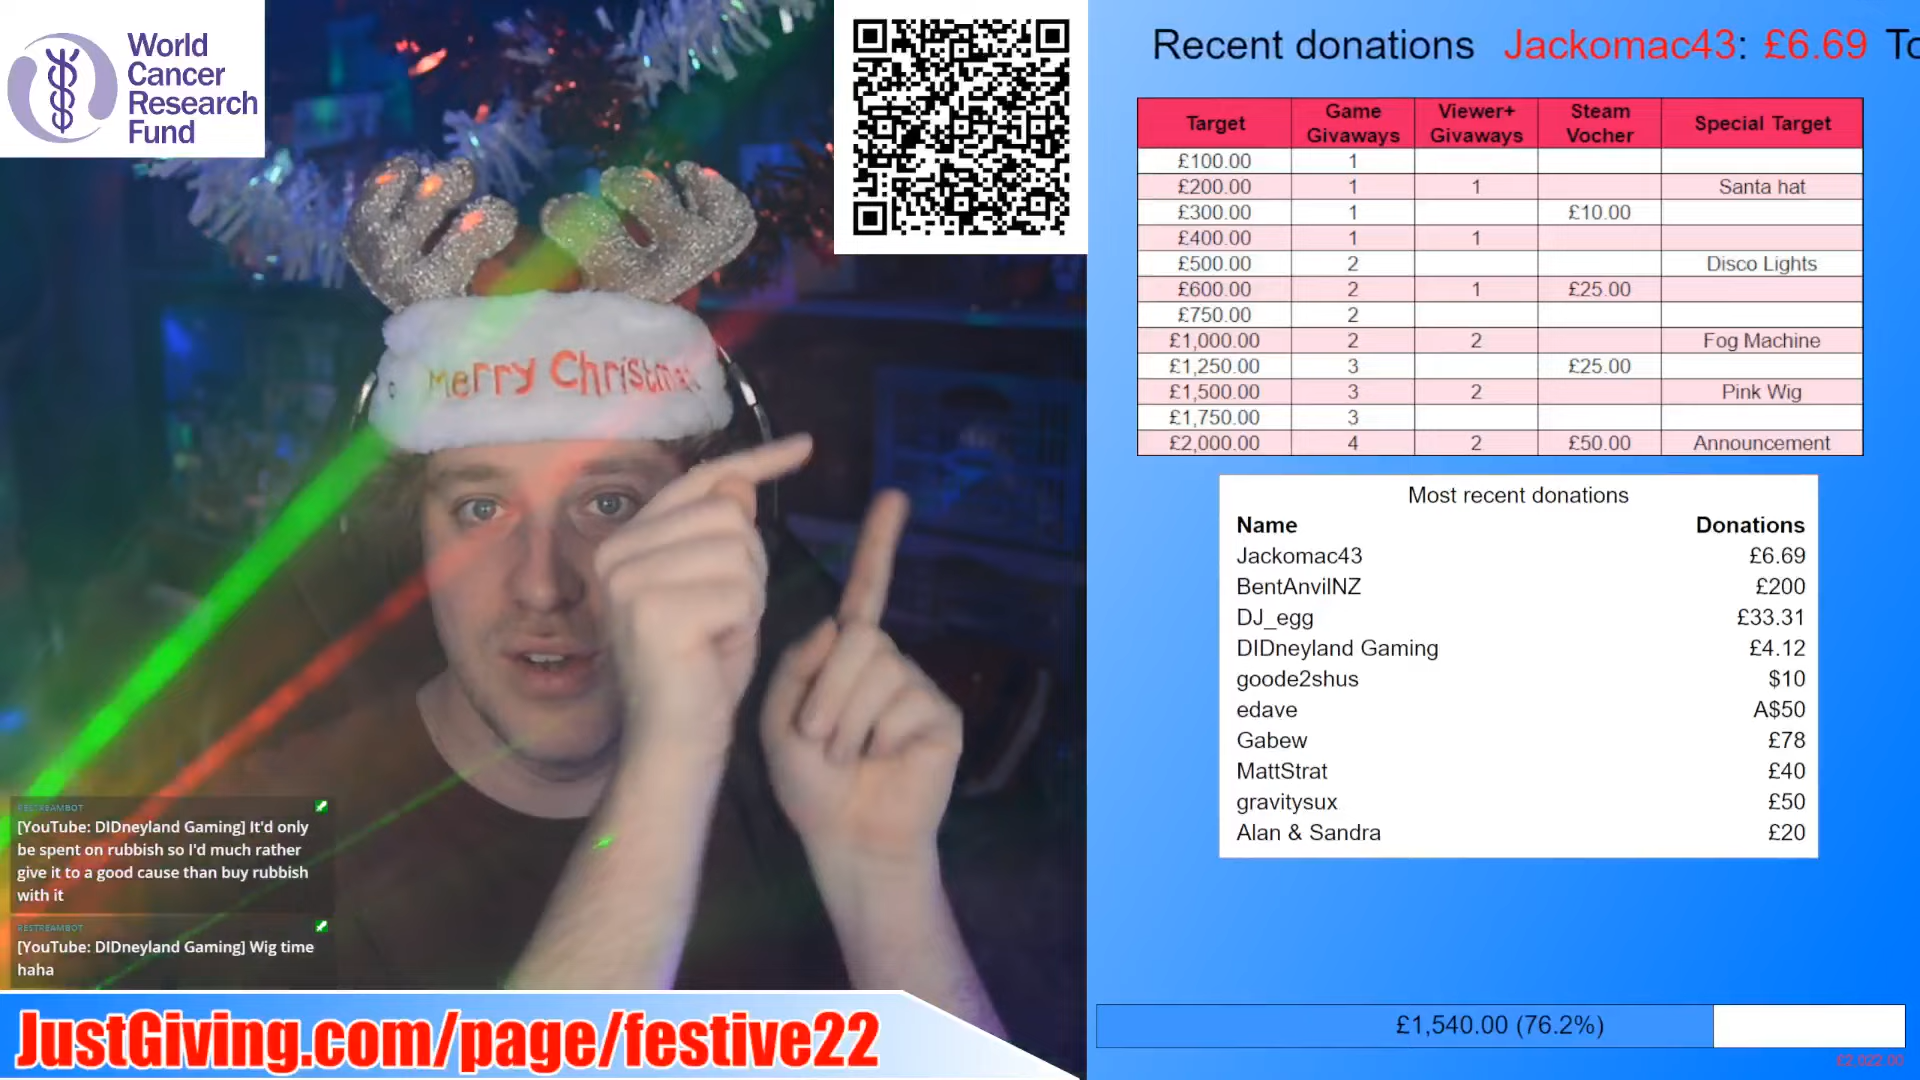 World
Cancer
Research
Fund
Merry Christmas
RESTREAMBOT
[YouTube: DIDneyland Gaming] It'd only
be spent on rubbish so I'd much rather
give it to a good cause than buy rubbish
with it
RESTREAMBOT
[YouTube: DIDneyland Gaming] Wig time
haha
JustGiving.com/page/festive22
Recent donations Jackomac43: £6.69 To
Target Game Givaways Viewer+ Givaways Steam Vocher Special Target
£100.00 1
£200.00 1 1 Santa hat
£300.00 1 £10.00
£400.00 1 1
£500.00 2 Disco Lights
£600.00 2 1 £25.00
£750.00 2
£1,000.00 2 2 Fog Machine
£1,250.00 3 £25.00
£1,500.00 3 2 Pink Wig
£1,750.00 3
£2,000.00 4 2 £50.00 Announcement
Most recent donations
Name Donations
Jackomac43 £6.69
BentAnvilNZ £200
DJ_egg £33.31
DIDneyland Gaming £4.12
goode2shus $10
edave A$50
Gabew £78
MattStrat £40
gravitysux £50
Alan & Sandra £20
£1,540.00 (76.2%)
£2,022.00